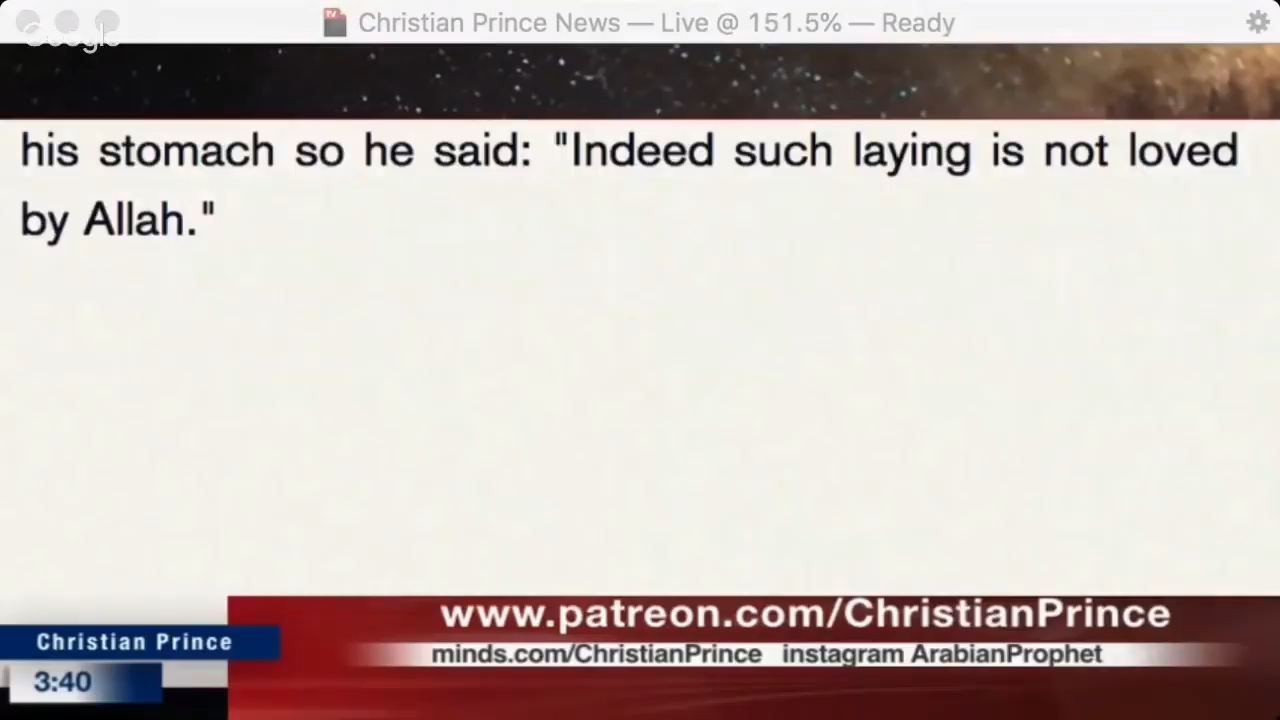 Christian Prince News — Live @ 151.5% — Ready
Google
his stomach so he said: "Indeed such laying is not loved
by Allah."
www.patreon.com/ChristianPrince
Christian Prince
minds.com/ChristianPrince instagram ArabianProphet
3:40